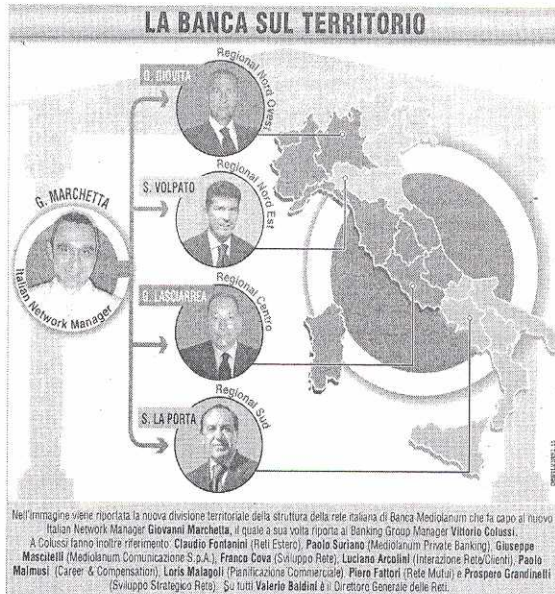 LA BANCA SUL TERRITORIO
Regional Nord Ovest
G. MARCHETTA
Italian Network Manager
S. VOLPATO
Regional Nord Est
G. LASCIARREA
Regional Centro
S. LA PORTA
Regional Sud
Nell'immagine viene riportata la nuova divisione territoriale della struttura della rete italiana di Banca Mediolanum che fa capo al nuovo
Italian Network Manager Giovanni Marchetta, il quale a sua volta riporta al Banking Group Manager Vittorio Colussi.
A Colussi fanno inoltre riferimento: Claudio Fontanini (Reti Estero), Paolo Suriano (Mediolanum Private Banking), Giuseppe
Mascitelli (Mediolanum Comunicazione S.p.A.), Franco Cova (Sviluppo Rete), Luciano Arcolini (Interazione Rete/Clienti), Paolo
Malmusi (Career & Compensation), Loris Malagoli (Pianificazione Commerciale), Piero Fattori (Rete Mutui) e Prospero Grandinelli
(Sviluppo Strategico Rete). Su tutti Valerio Baldini è il Direttore Generale delle Reti.